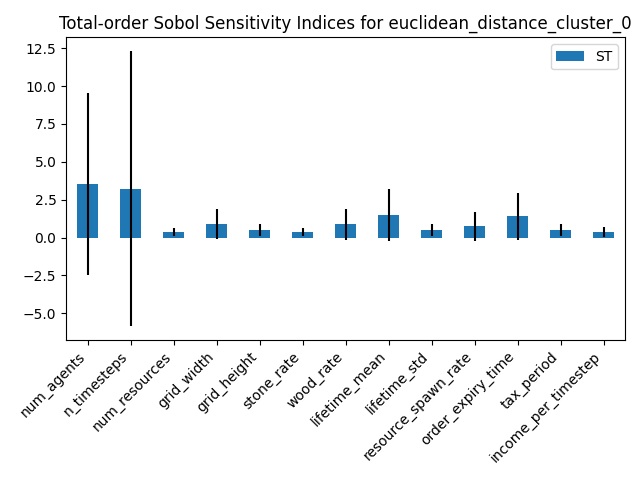 Total-order Sobol Sensitivity Indices for euclidean_distance_cluster_0
ST
12.5
10.0
7.5
5.0
2.5
0.0
−2.5
−5.0
num_agents
n_timesteps
num_resources
grid_width
grid_height
stone_rate
wood_rate
lifetime_mean
lifetime_std
resource_spawn_rate
order_expiry_time
tax_period
income_per_timestep